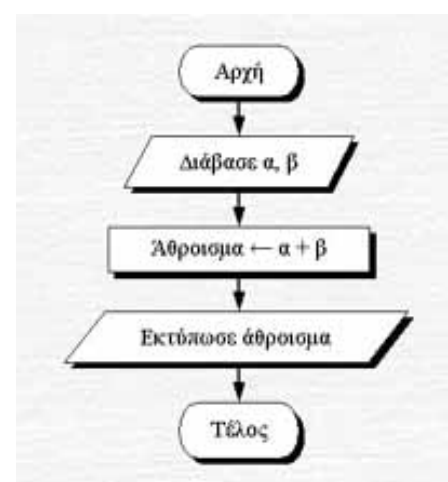 Αρχή
Διάβασε α, β
Άθροισμα ← α + β
Εκτύπωσε άθροισμα
Τέλος